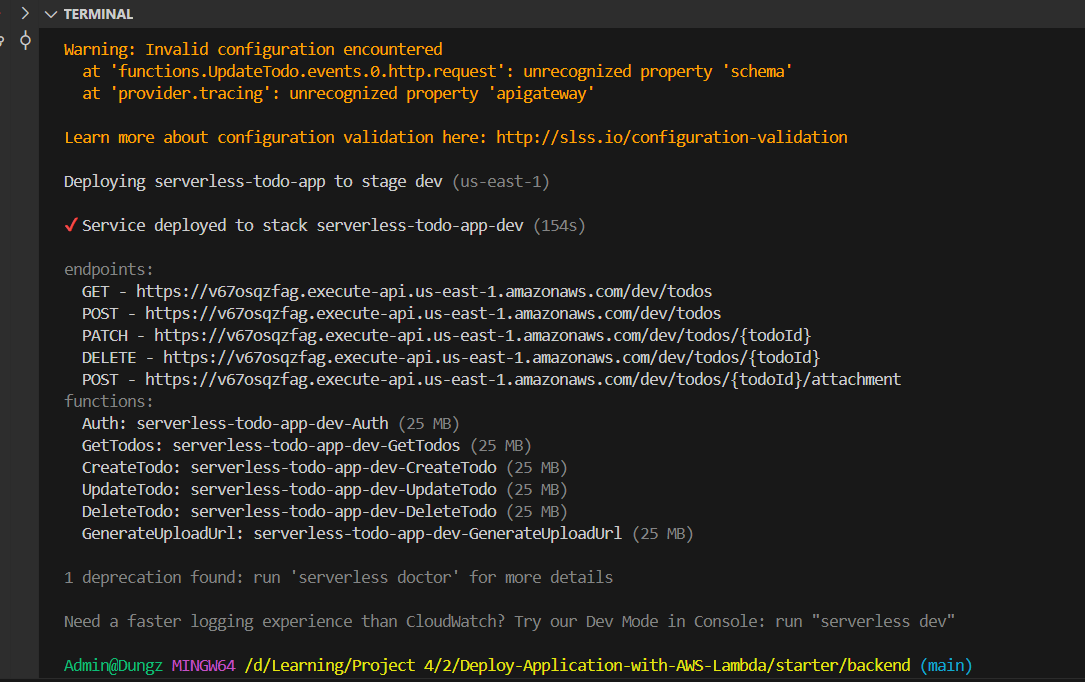 TERMINAL
Warning: Invalid configuration encountered
at 'functions.UpdateTodo.events.0.http.request': unrecognized property 'schema'
at 'provider.tracing': unrecognized property 'apigateway'
Learn more about configuration validation here: http://slss.io/configuration-validation
Deploying serverless-todo-app to stage dev (us-east-1)
✓ Service deployed to stack serverless-todo-app-dev (154s)
endpoints:
GET - https://v67osqzfag.execute-api.us-east-1.amazonaws.com/dev/todos
POST - https://v67osqzfag.execute-api.us-east-1.amazonaws.com/dev/todos
PATCH - https://v67osqzfag.execute-api.us-east-1.amazonaws.com/dev/todos/{todoId}
DELETE - https://v67osqzfag.execute-api.us-east-1.amazonaws.com/dev/todos/{todoId}
POST - https://v67osqzfag.execute-api.us-east-1.amazonaws.com/dev/todos/{todoId}/attachment
functions:
Auth: serverless-todo-app-dev-Auth (25 MB)
GetTodos: serverless-todo-app-dev-GetTodos (25 MB)
CreateTodo: serverless-todo-app-dev-CreateTodo (25 MB)
UpdateTodo: serverless-todo-app-dev-UpdateTodo (25 MB)
DeleteTodo: serverless-todo-app-dev-DeleteTodo (25 MB)
GenerateUploadUrl: serverless-todo-app-dev-GenerateUploadUrl (25 MB)
1 deprecation found: run 'serverless doctor' for more details
Need a faster logging experience than CloudWatch? Try our Dev Mode in Console: run "serverless dev"
Admin@Dungz MINGW64 /d/Learning/Project 4/2/Deploy-Application-with-AWS-Lambda/starter/backend (main)